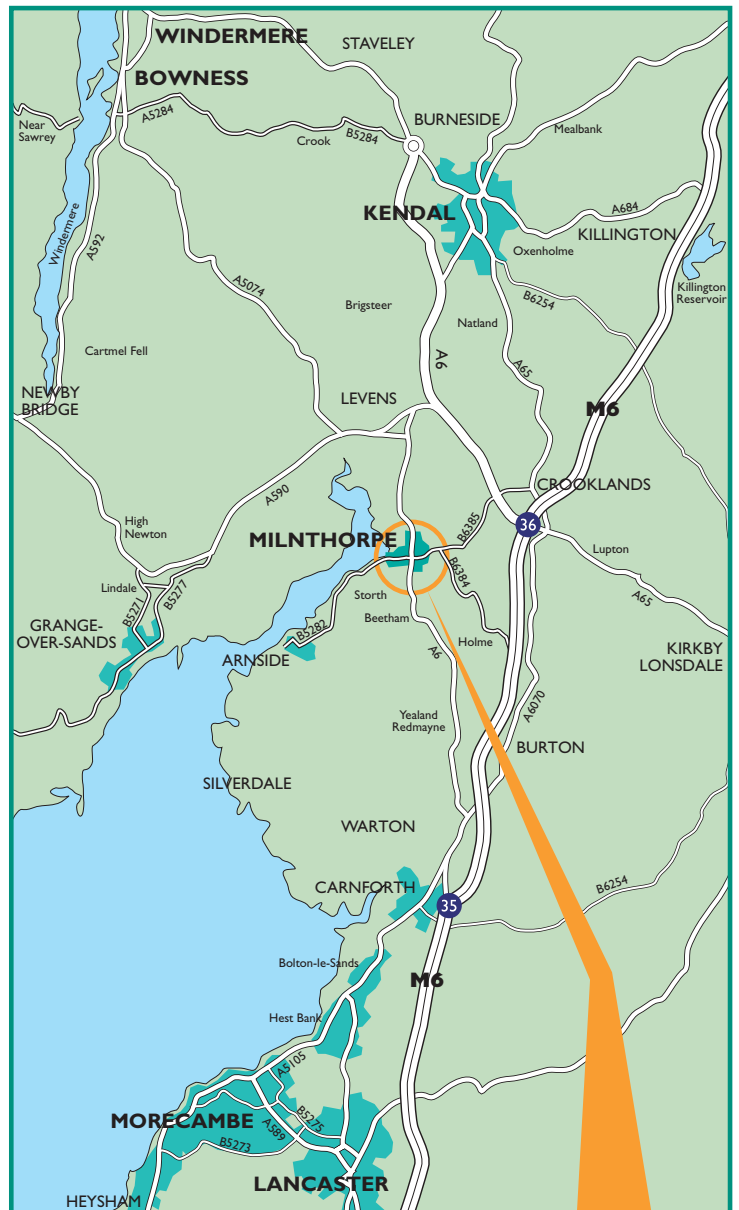 WINDERMERE
STAVELEY
BOWNESS
A5284
BURNESIDE
Near
Sawrey
Crook
B5284
Mealbank
KENDAL
A684
KILLINGTON
Windermere
A592
Oxenholme
A5074
B6254
Killington
Reservoir
Brigsteer
Natland
Cartmel Fell
A6
A65
NEWBY
BRIDGE
LEVENS
M6
CROOKLANDS
A590
High
Newton
MILNTHORPE
B6385
36
Lupton
B6384
A65
Lindale
B5271
B5277
Storth
Beetham
GRANGE-
OVER-SANDS
B5282
ARNSIDE
A6
Holme
KIRKBY
LONSDALE
A6070
Yealand
Redmayne
BURTON
SILVERDALE
WARTON
CARNFORTH
35
B6254
Bolton-le-Sands
M6
Hest Bank
A5105
MORECAMBE
A589
B5275
B5273
LANCASTER
HEYSHAM